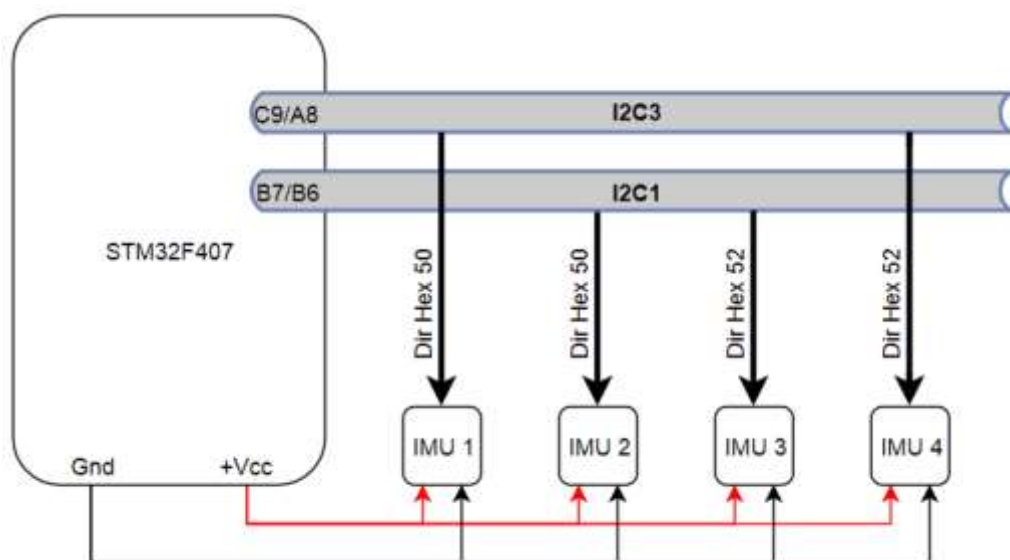 C9/A8
I2C3
B7/B6
I2C1
STM32F407
Dir Hex 50
Dir Hex 50
Dir Hex 52
Dir Hex 52
IMU 1
IMU 2
IMU 3
IMU 4
Gnd
+Vcc